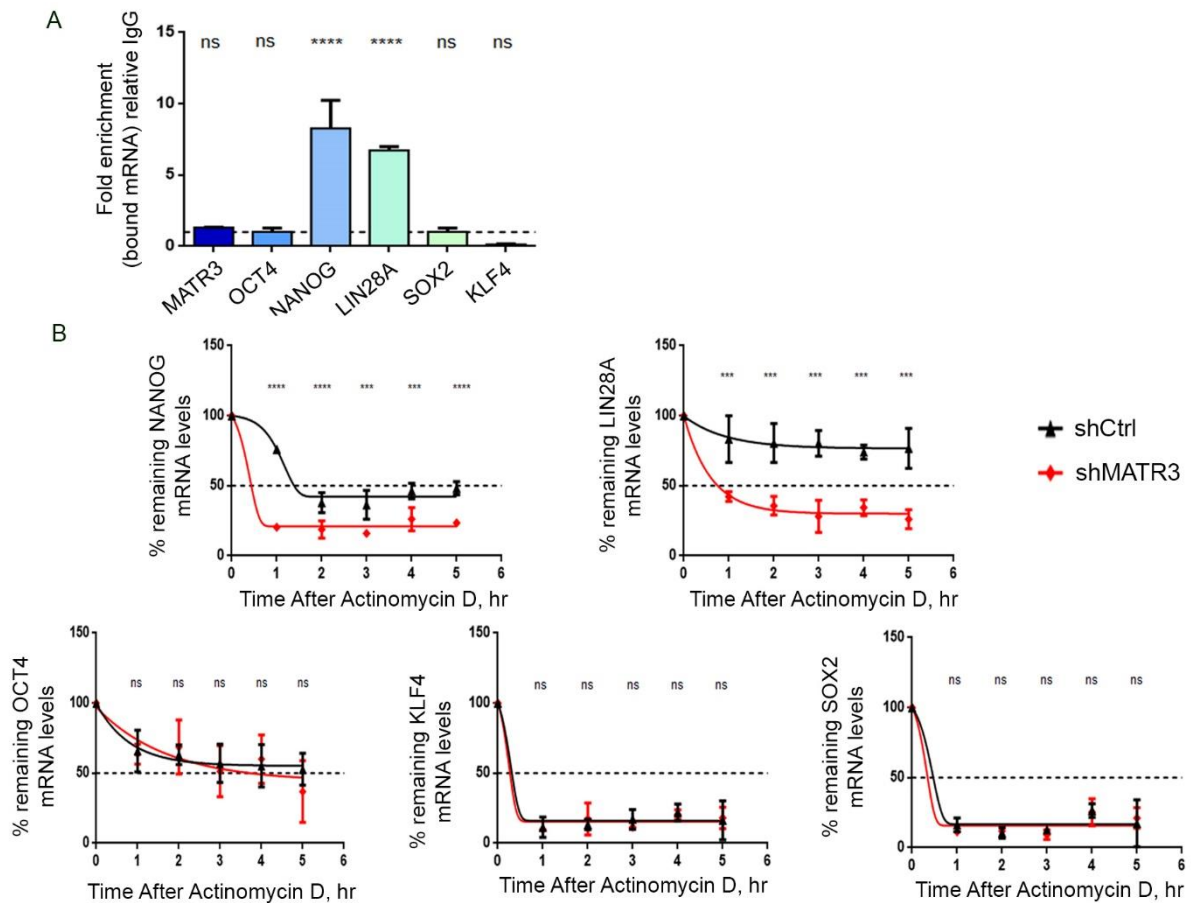 A
Fold enrichment
(bound mRNA) relative IgG
15
10
5
0
ns
ns
****
****
ns
ns
MATR3
OCT4
NANOG
LIN28A
SOX2
KLF4
B
% remaining NANOG
mRNA levels
150
100
50
0
****
****
***
***
****
0 1 2 3 4 5 6
Time After Actinomycin D, hr
% remaining LIN28A
mRNA levels
150
100
50
0
***
***
***
***
***
0 1 2 3 4 5 6
Time After Actinomycin D, hr
shCtrl
shMATR3
% remaining OCT4
mRNA levels
150
100
50
0
ns
ns
ns
ns
ns
0 1 2 3 4 5 6
Time After Actinomycin D, hr
% remaining KLF4
mRNA levels
150
100
50
0
ns
ns
ns
ns
ns
0 1 2 3 4 5 6
Time After Actinomycin D, hr
% remaining SOX2
mRNA levels
150
100
50
0
ns
ns
ns
ns
ns
0 1 2 3 4 5 6
Time After Actinomycin D, hr